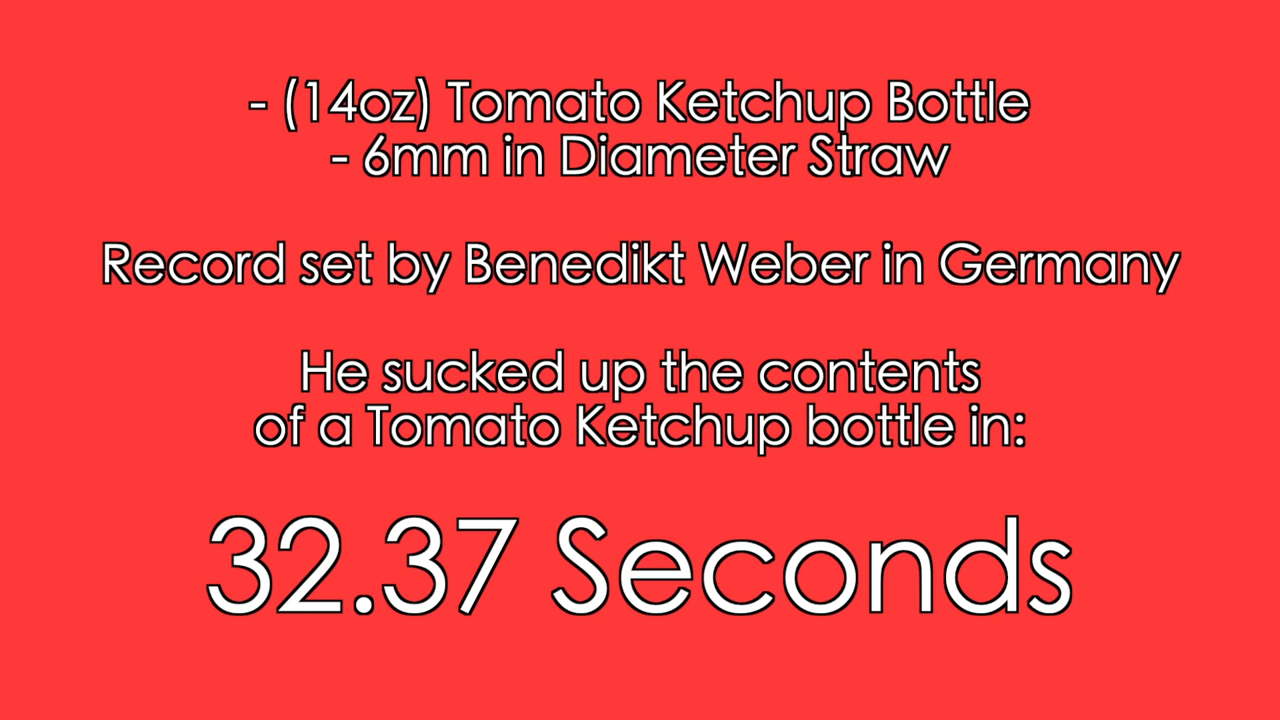 - (14oz) Tomato Ketchup Bottle
- 6mm in Diameter Straw
Record set by Benedikt Weber in Germany
He sucked up the contents
of a Tomato Ketchup bottle in:
32.37 Seconds